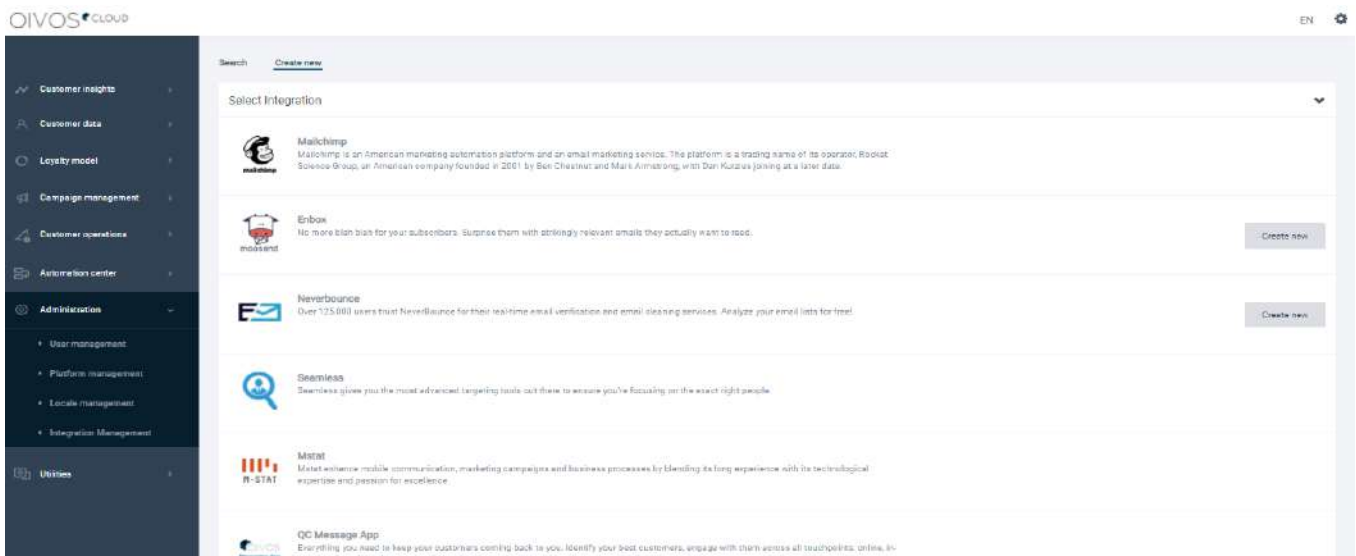 OIVOS CLOUD
EN
Search Create new
Customer insights
Customer data
Loyalty model
Campaign management
Customer operations
Automation center
Administration
User management
Platform management
Locale management
Integration Management
Utilities
Select Integration
mailchimp
Mailchimp
Mailchimp is an American marketing automation platform and an email marketing service. The platform is a trading name of its operator, Rocket
Science Group, an American company founded in 2001 by Ben Chestnut and Mark Armstrong, with Dan Kurzius joining at a later date.
moosend
Enbox
No more blah blah for your subscribers. Surprise them with strikingly relevant emails they actually want to read.
Create new
Neverbounce
Over 125.000 users trust NeverBounce for their real-time email verification and email cleaning services. Analyze your email lists for free!
Create new
Seamless
Seamless gives you the most advanced targeting tools out there to ensure you're focusing on the exact right people.
M-STAT
Mstat
Mstat enhance mobile communication, marketing campaigns and business processes by blending its long experience with its technological
expertise and passion for excellence.
OIVOS
QC Message App
Everything you need to keep your customers coming back to you. Identify your best customers, engage with them across all touchpoints: online, in-